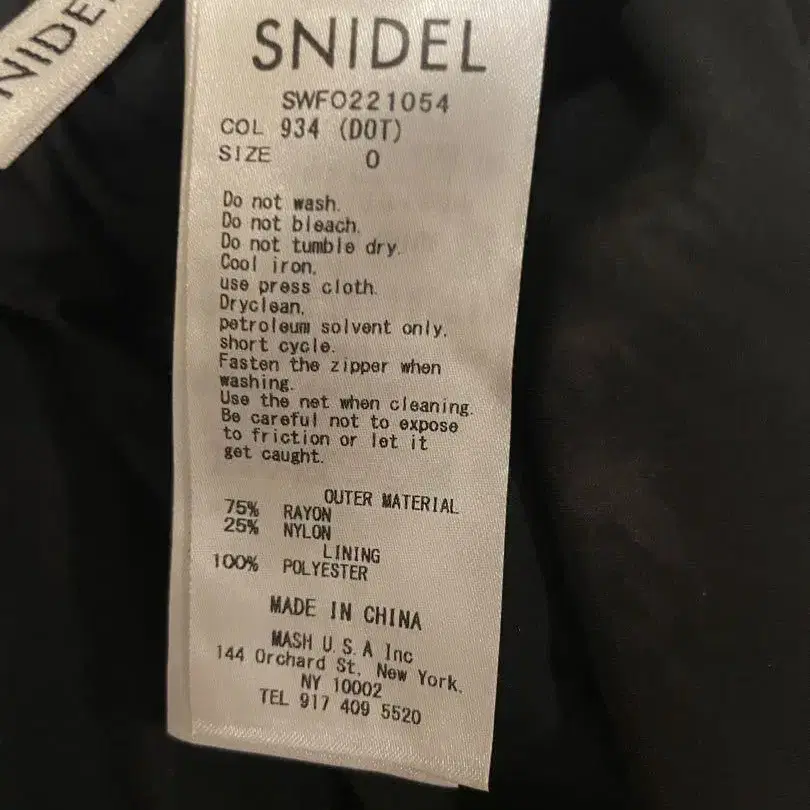 NIDE
SNIDEL
SWFO221054
COL 934 (DOT)
SIZE 0
Do not wash.
Do not bleach.
Do not tumble dry.
Cool iron.
use press cloth.
Dryclean.
petroleum solvent only.
short cycle.
Fasten the zipper when
washing.
Use the net when cleaning.
Be careful not to expose
to friction or let it
get caught.
OUTER MATERIAL
75% RAYON
25% NYLON
LINING
100% POLYESTER
MADE IN CHINA
MASH U.S.A Inc
144 Orchard St. New York.
NY 10002
TEL 917 409 5520